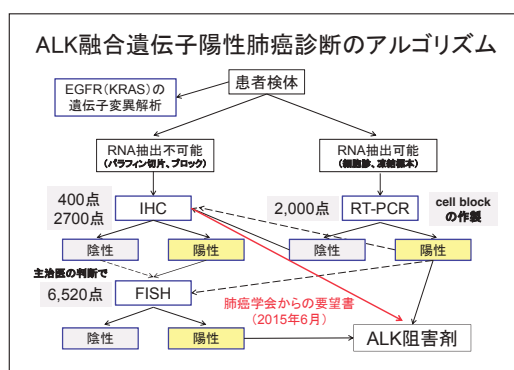 ALK融合遺伝子陽性肺癌診断のアルゴリズム
EGFR(KRAS)の
遺伝子変異解析
患者検体
RNA抽出不可能
(パラフィン切片、ブロック)
RNA抽出可能
(細胞診、凍結標本)
400点
2700点
IHC
2,000点
RT-PCR
cell block
の作製
陰性
陽性
陰性
陽性
主治医の判断で
6,520点
FISH
肺癌学会からの要望書
(2015年6月)
陰性
陽性
ALK阻害剤